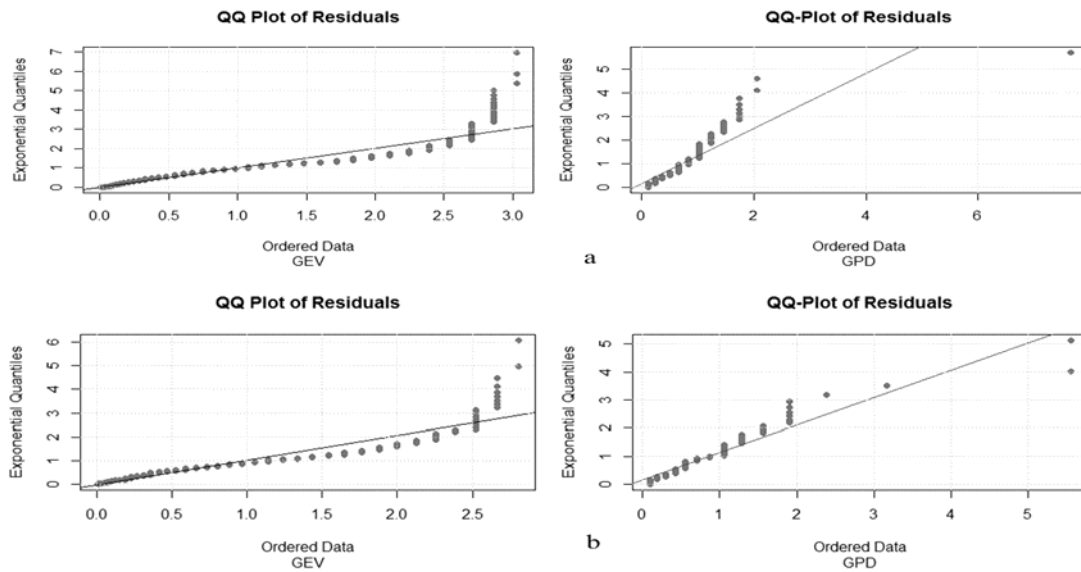 QQ Plot of Residuals
Exponential Quantiles
0 1 2 3 4 5 6 7
0.0 0.5 1.0 1.5 2.0 2.5 3.0
Ordered Data
GEV
QQ-Plot of Residuals
Exponential Quantiles
0 1 2 3 4 5
0 2 4 6
Ordered Data
GPD
a
QQ Plot of Residuals
Exponential Quantiles
0 1 2 3 4 5 6
0.0 0.5 1.0 1.5 2.0 2.5
Ordered Data
GEV
QQ-Plot of Residuals
Exponential Quantiles
0 1 2 3 4 5
0 1 2 3 4 5
Ordered Data
GPD
b